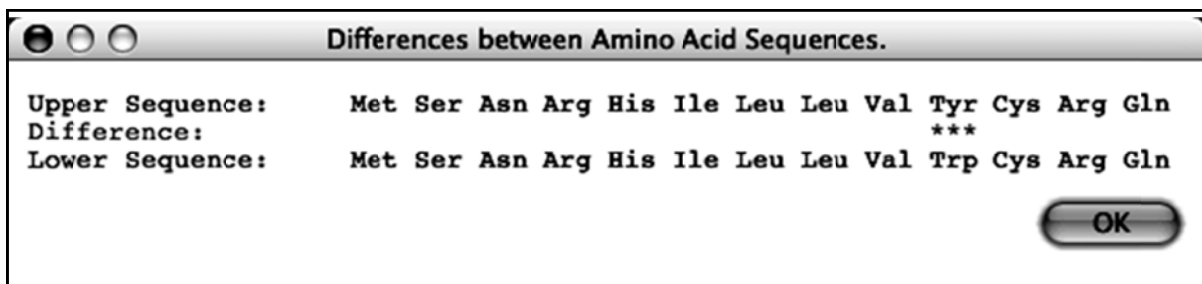 Differences between Amino Acid Sequences.
Upper Sequence: Met Ser Asn Arg His Ile Leu Leu Val Tyr Cys Arg Gln
Difference: ***
Lower Sequence: Met Ser Asn Arg His Ile Leu Leu Val Trp Cys Arg Gln
OK